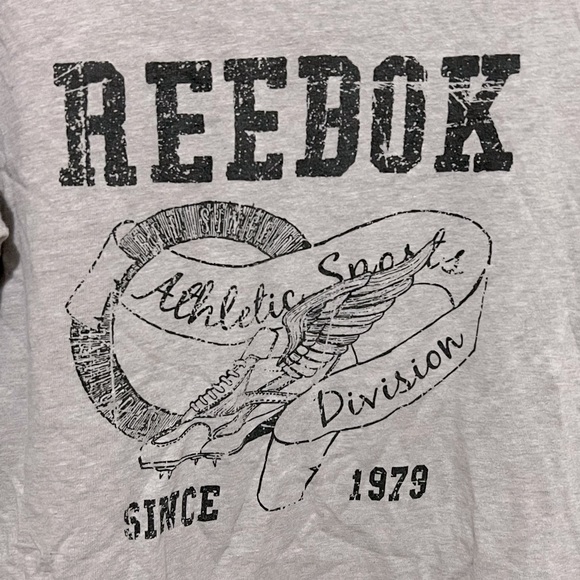 REEBOK
Athletic Sports
Division
SINCE 1979